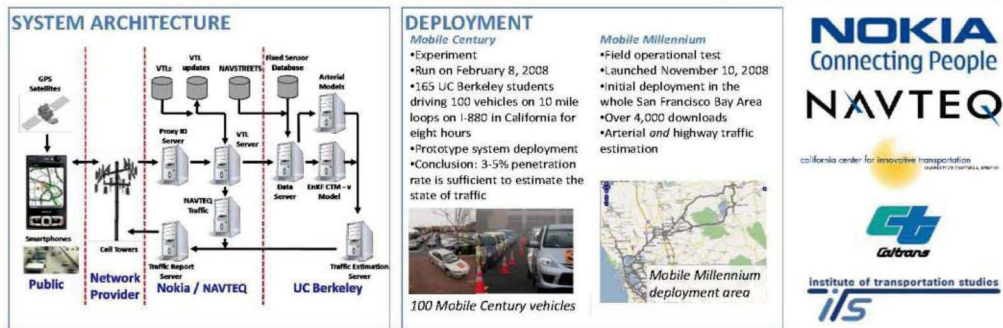 SYSTEM ARCHITECTURE
GPS
Satellites
VTLs
VTL
updates
NAVSTREETS
Fixed Sensor
Database
Arterial
Models
Proxy ID
Server
VTL
Server
Data
Server
EnKF CTM - v
Model
NAVTEQ
Traffic
Smartphones
Cell Towers
Traffic Report
Server
Traffic Estimation
Server
Public
Network
Provider
Nokia / NAVTEQ
UC Berkeley
DEPLOYMENT
Mobile Century
•Experiment
•Run on February 8, 2008
•165 UC Berkeley students
driving 100 vehicles on 10 mile
loops on I-880 in California for
eight hours
•Prototype system deployment
•Conclusion: 3-5% penetration
rate is sufficient to estimate the
state of traffic
100 Mobile Century vehicles
Mobile Millennium
•Field operational test
•Launched November 10, 2008
•Initial deployment in the
whole San Francisco Bay Area
•Over 4,000 downloads
•Arterial and highway traffic
estimation
Mobile Millennium
deployment area
NOKIA
Connecting People
NAVTEQ
california center for innovative transportation
UNIVERSITY OF CALIFORNIA, BERKELEY
Caltrans
institute of transportation studies
its